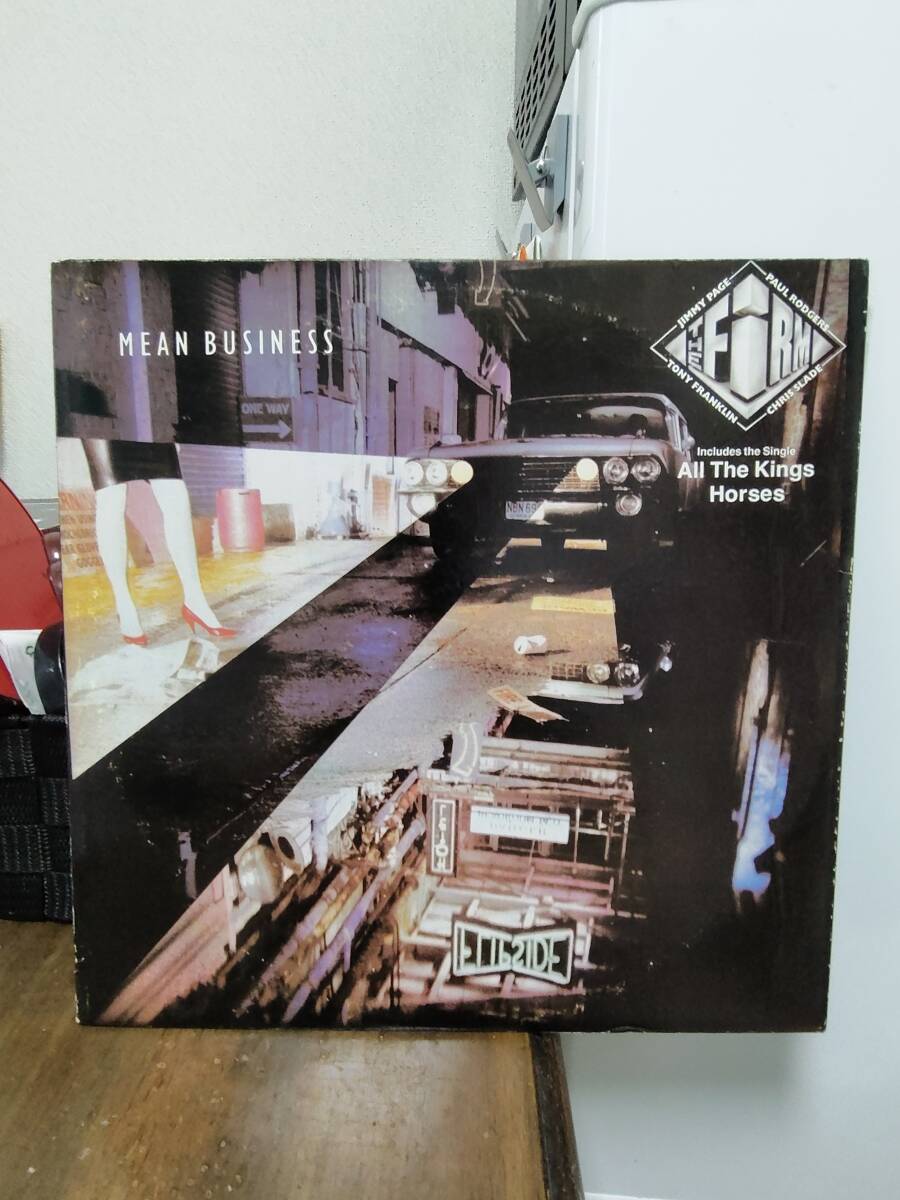 MEAN BUSINESS
JIMMY PAGE
PAUL RODGERS
THE FiRM
TONY FRANKLIN
CHRIS SLADE
Includes the Single
All The Kings
Horses
ONE WAY
FLIPSIDE